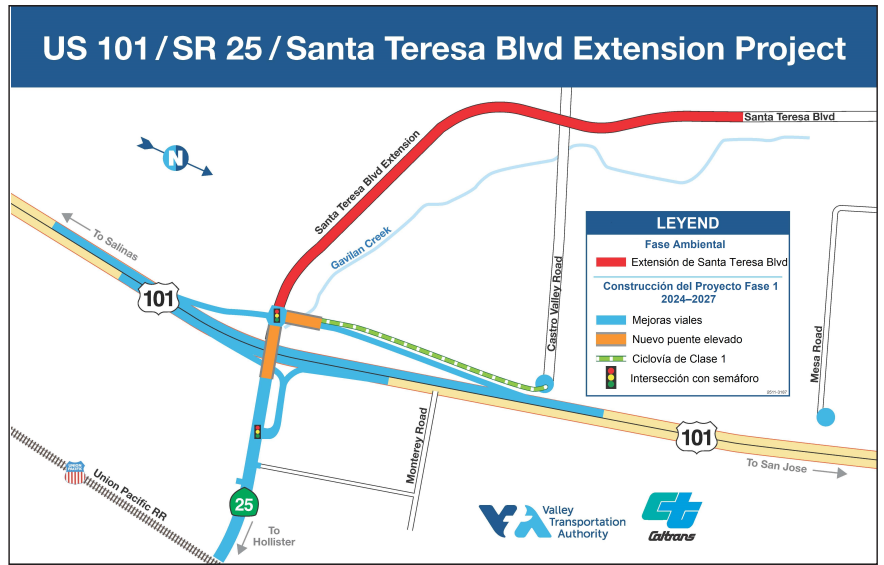 US 101 / SR 25 / Santa Teresa Blvd Extension Project
Santa Teresa Blvd
N
Santa Teresa Blvd Extension
Gavilan Creek
To Salinas
101
Castro Valley Road
LEYEND
Fase Ambiental
Extensión de Santa Teresa Blvd
Construcción del Proyecto Fase 1
2024–2027
Mejoras viales
Nuevo puente elevado
Ciclovía de Clase 1
Intersección con semáforo
Mesa Road
Monterey Road
101
To San Jose
Union Pacific RR
25
To
Hollister
Valley
Transportation
Authority
Caltrans